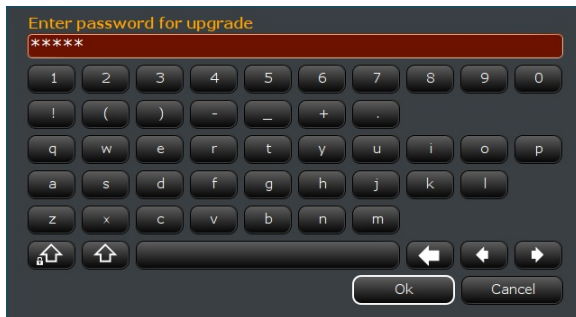 Enter password for upgrade
*****
1 2 3 4 5 6 7 8 9 0
! ( ) - _ + .
q w e r t y u i o p
a s d f g h j k l
z x c v b n m
Ok Cancel